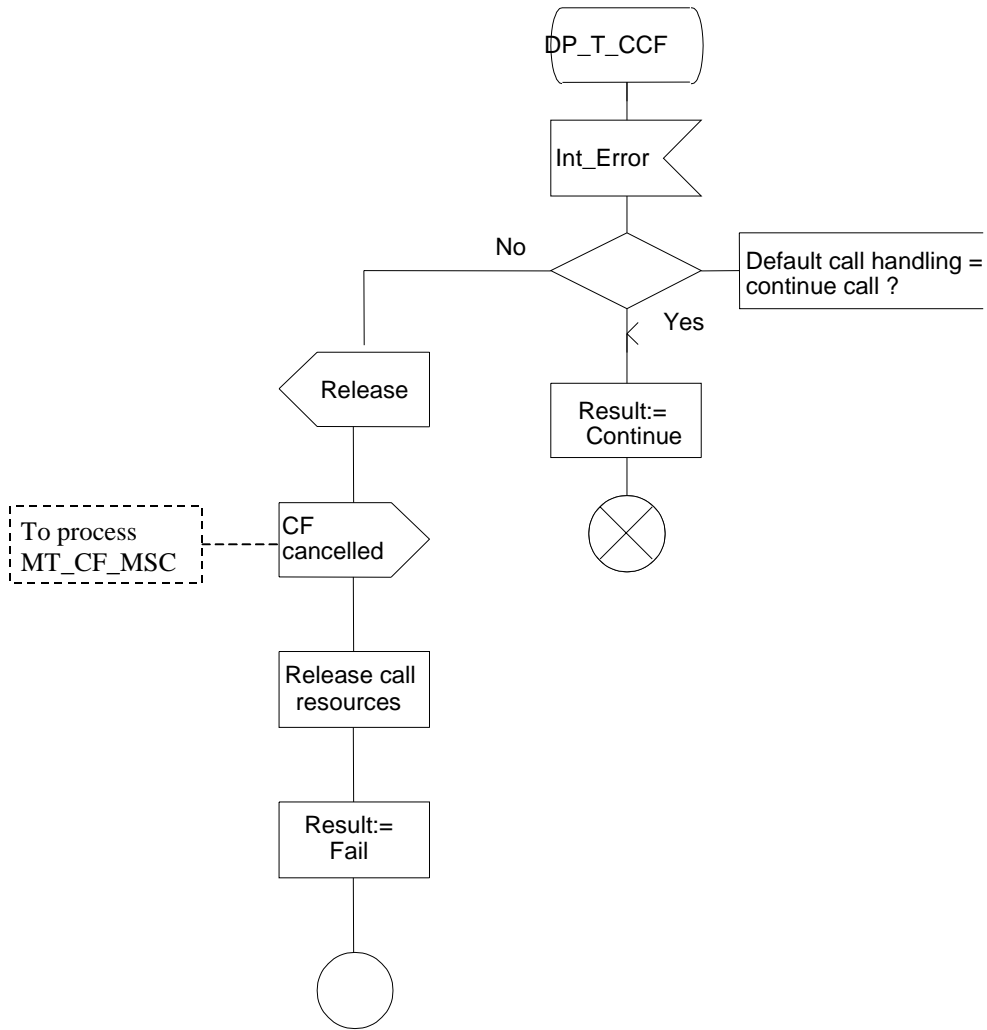 DP_T_CCF
Int_Error
No
Default call handling =
continue call ?
Yes
Release
Result:=
Continue
CF
cancelled
To process
MT_CF_MSC
Release call
resources
Result:=
Fail